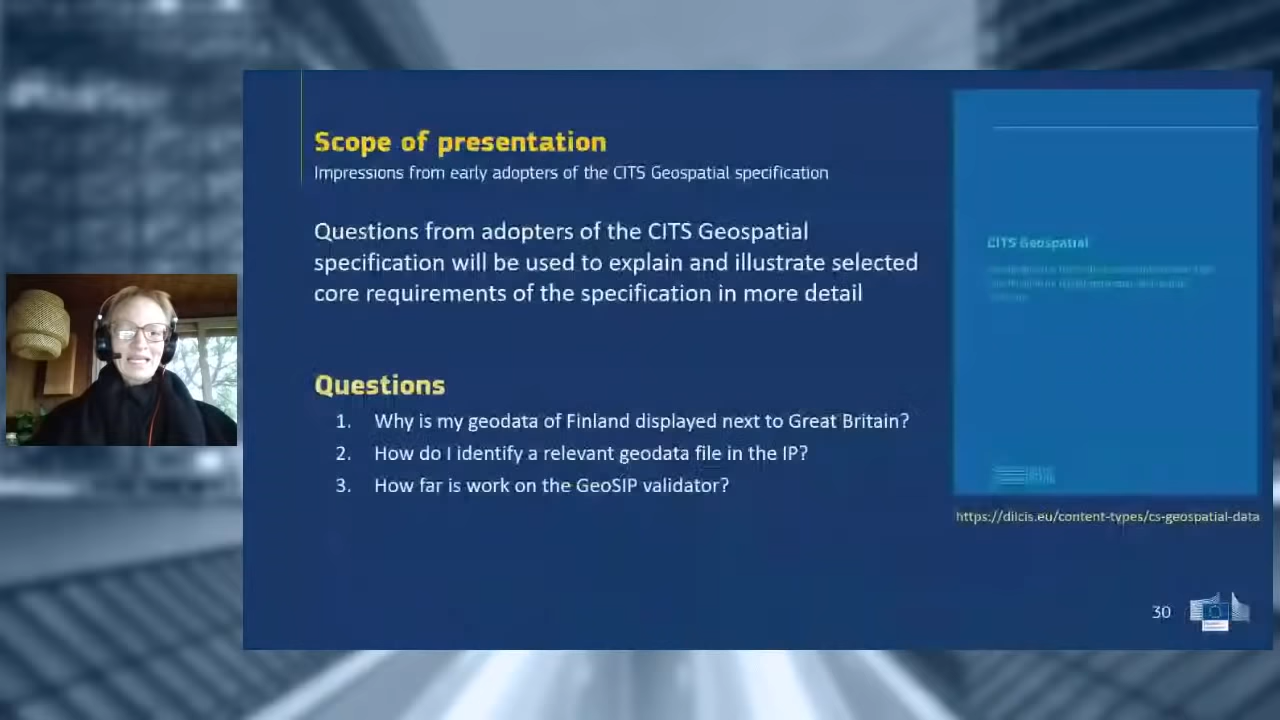 Scope of presentation
Impressions from early adopters of the CITS Geospatial specification
Questions from adopters of the CITS Geospatial
specification will be used to explain and illustrate selected
core requirements of the specification in more detail
Questions
1. Why is my geodata of Finland displayed next to Great Britain?
2. How do I identify a relevant geodata file in the IP?
3. How far is work on the GeoSIP validator?
CITS Geospatial
https://dilcis.eu/content-types/cs-geospatial-data
30